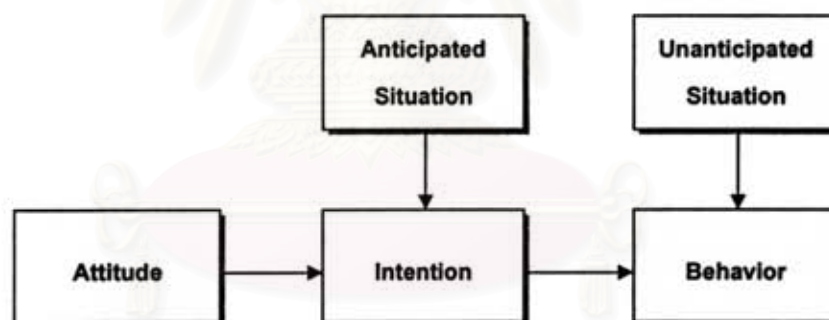 Anticipated
Situation
Unanticipated
Situation
Attitude
Intention
Behavior